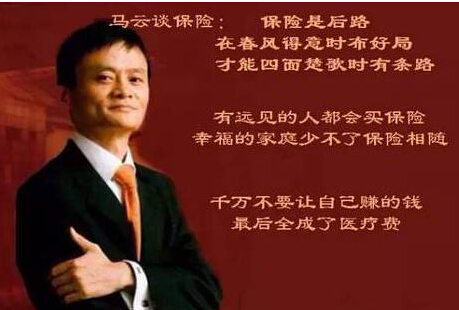 马云谈保险： 保险是后路
在春风得意时布好局
才能四面楚歌时有条路
有远见的人都会买保险
幸福的家庭少不了保险相随
千万不要让自己赚的钱
最后全成了医疗费